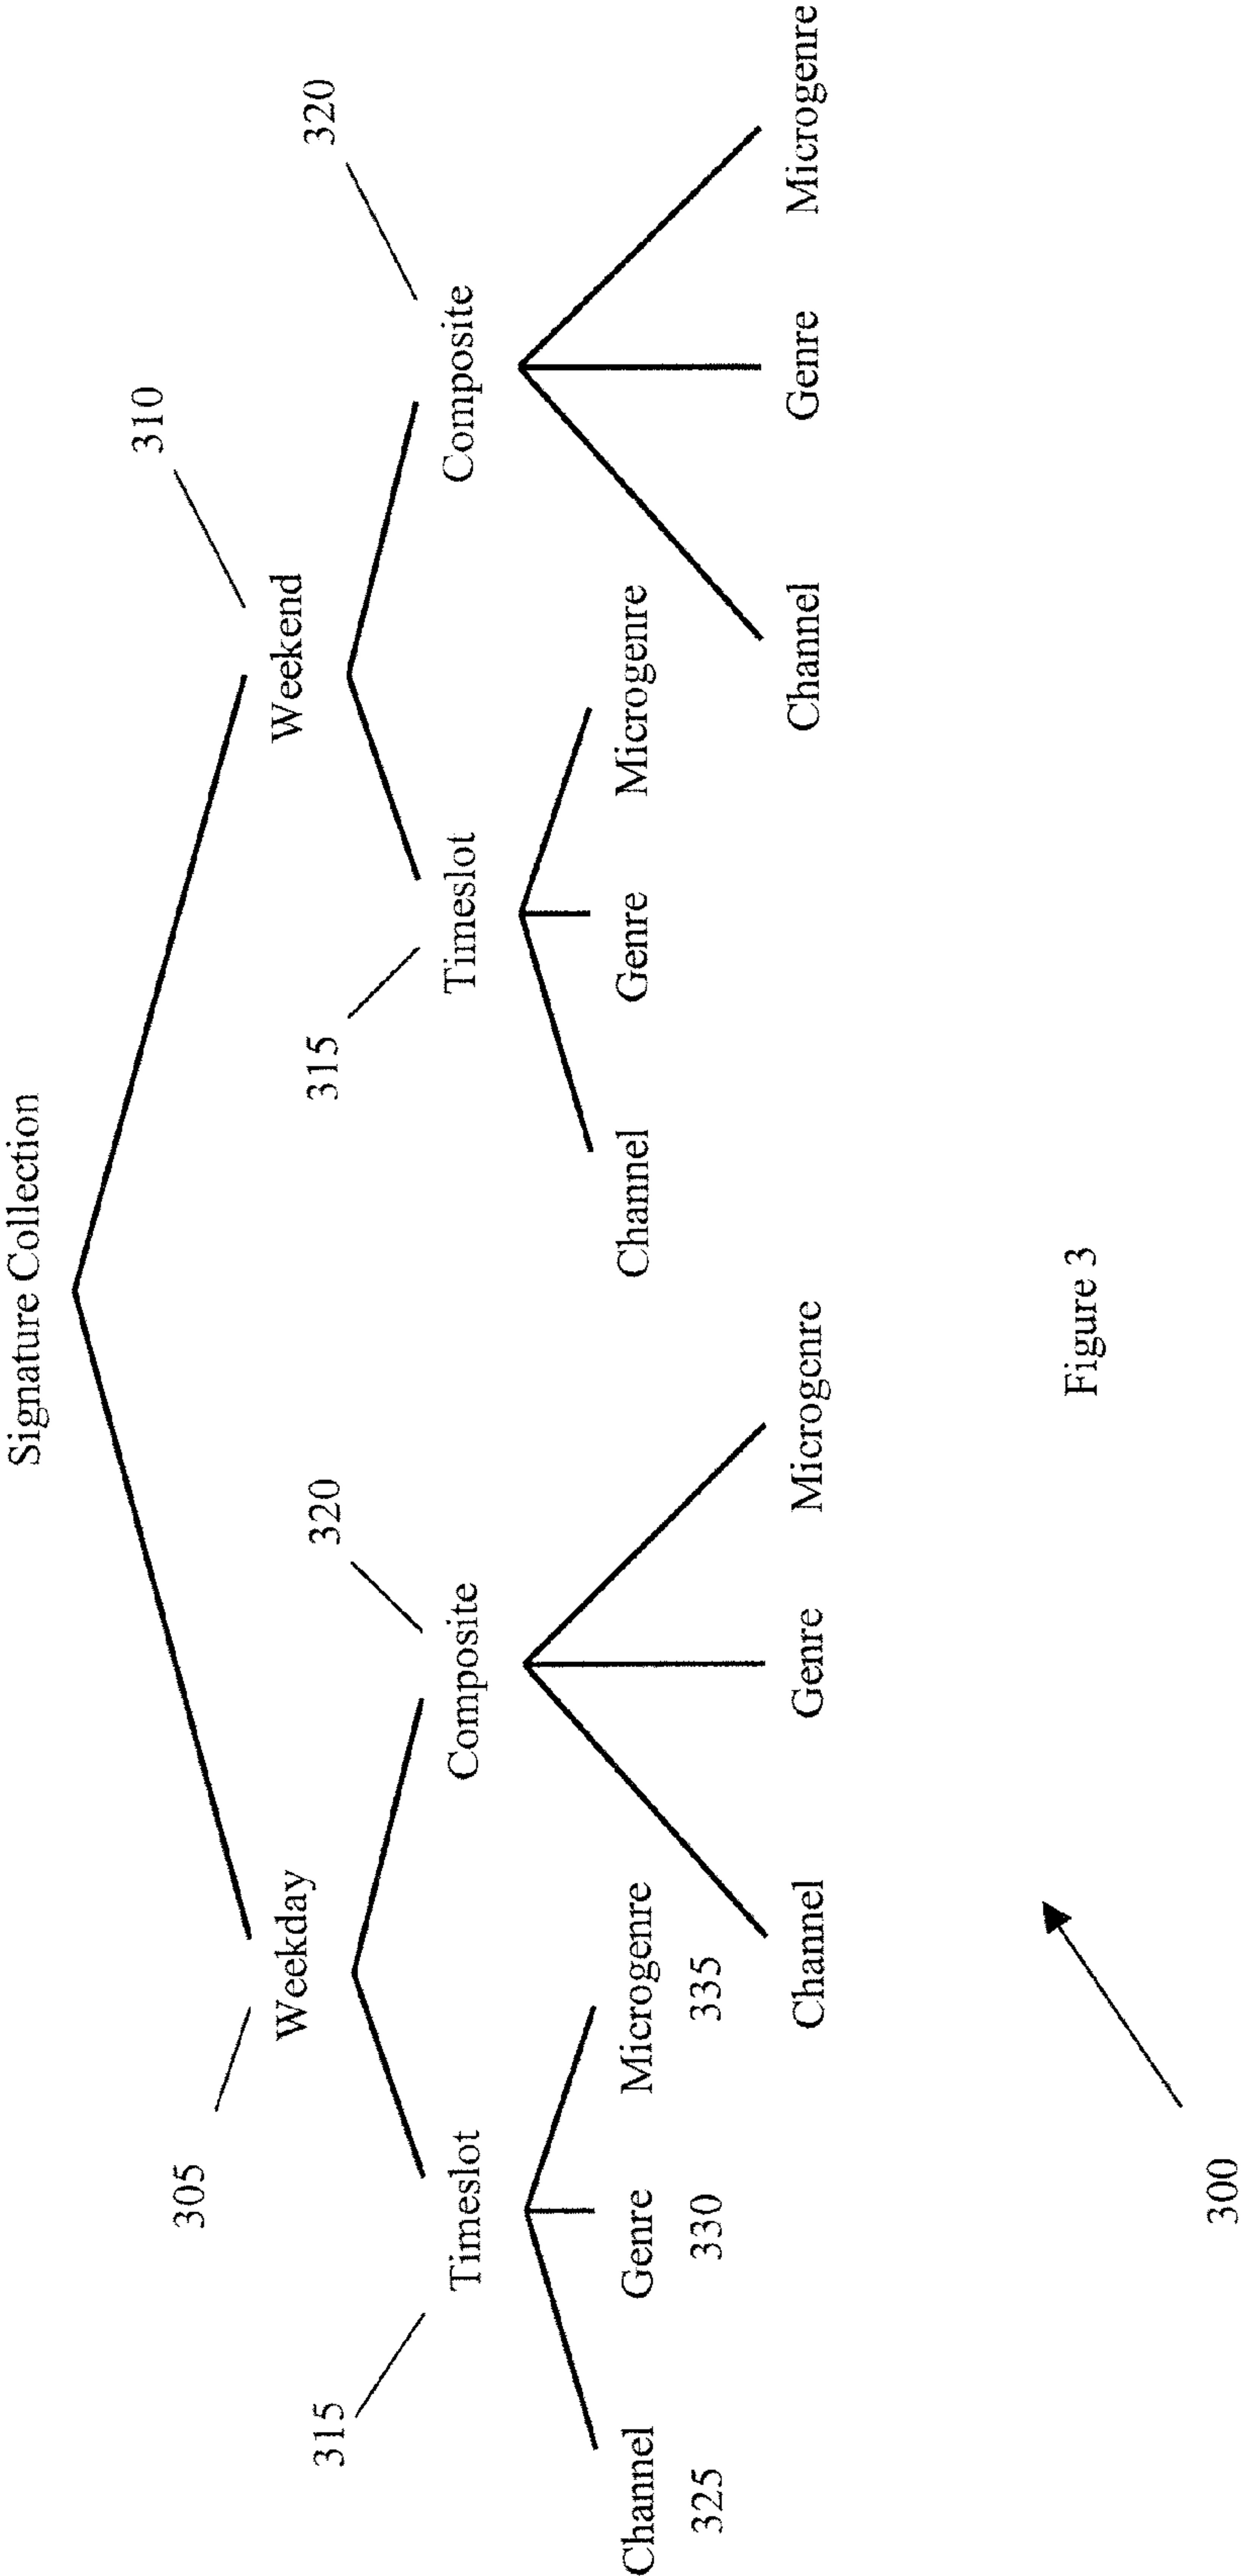 Signature Collection
305
Weekday
310
Weekend
315
Timeslot
320
Composite
315
Timeslot
320
Composite
Channel
Genre
Microgenre
325
330
335
Channel
Genre
Microgenre
Channel
Genre
Microgenre
Channel
Genre
Microgenre
Figure 3
300